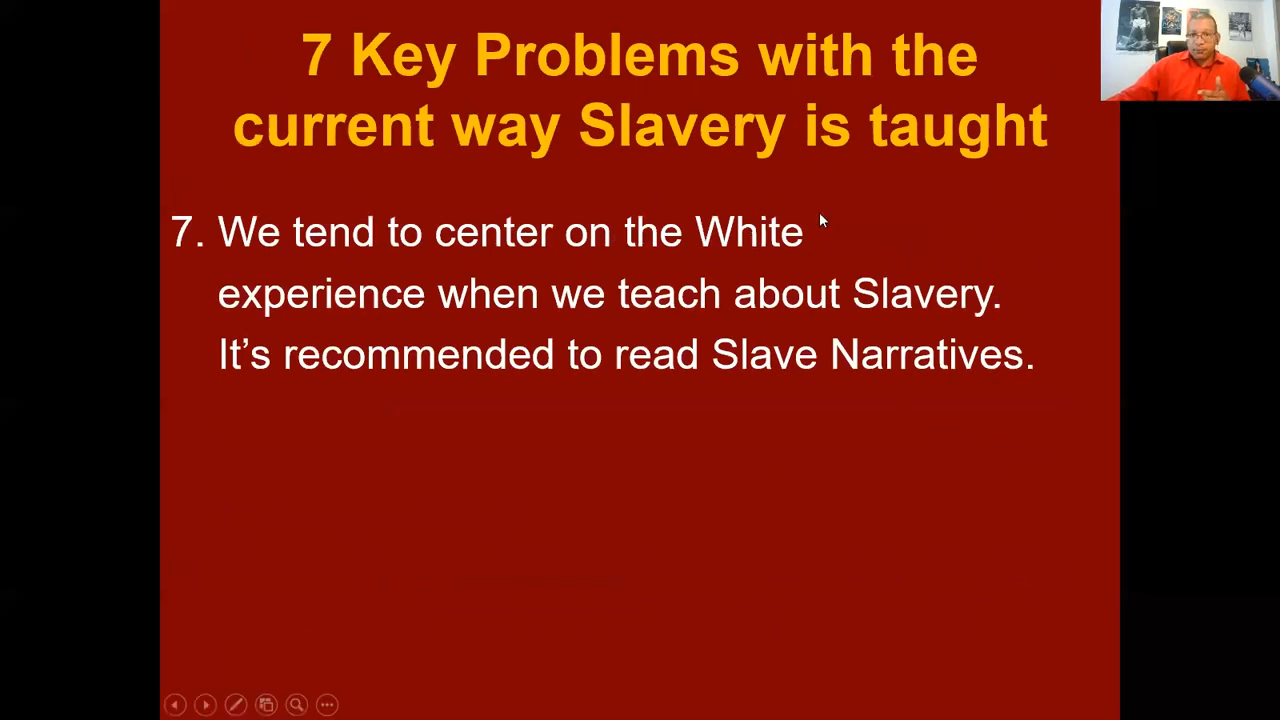 7 Key Problems with the
current way Slavery is taught
7. We tend to center on the White
experience when we teach about Slavery.
It’s recommended to read Slave Narratives.